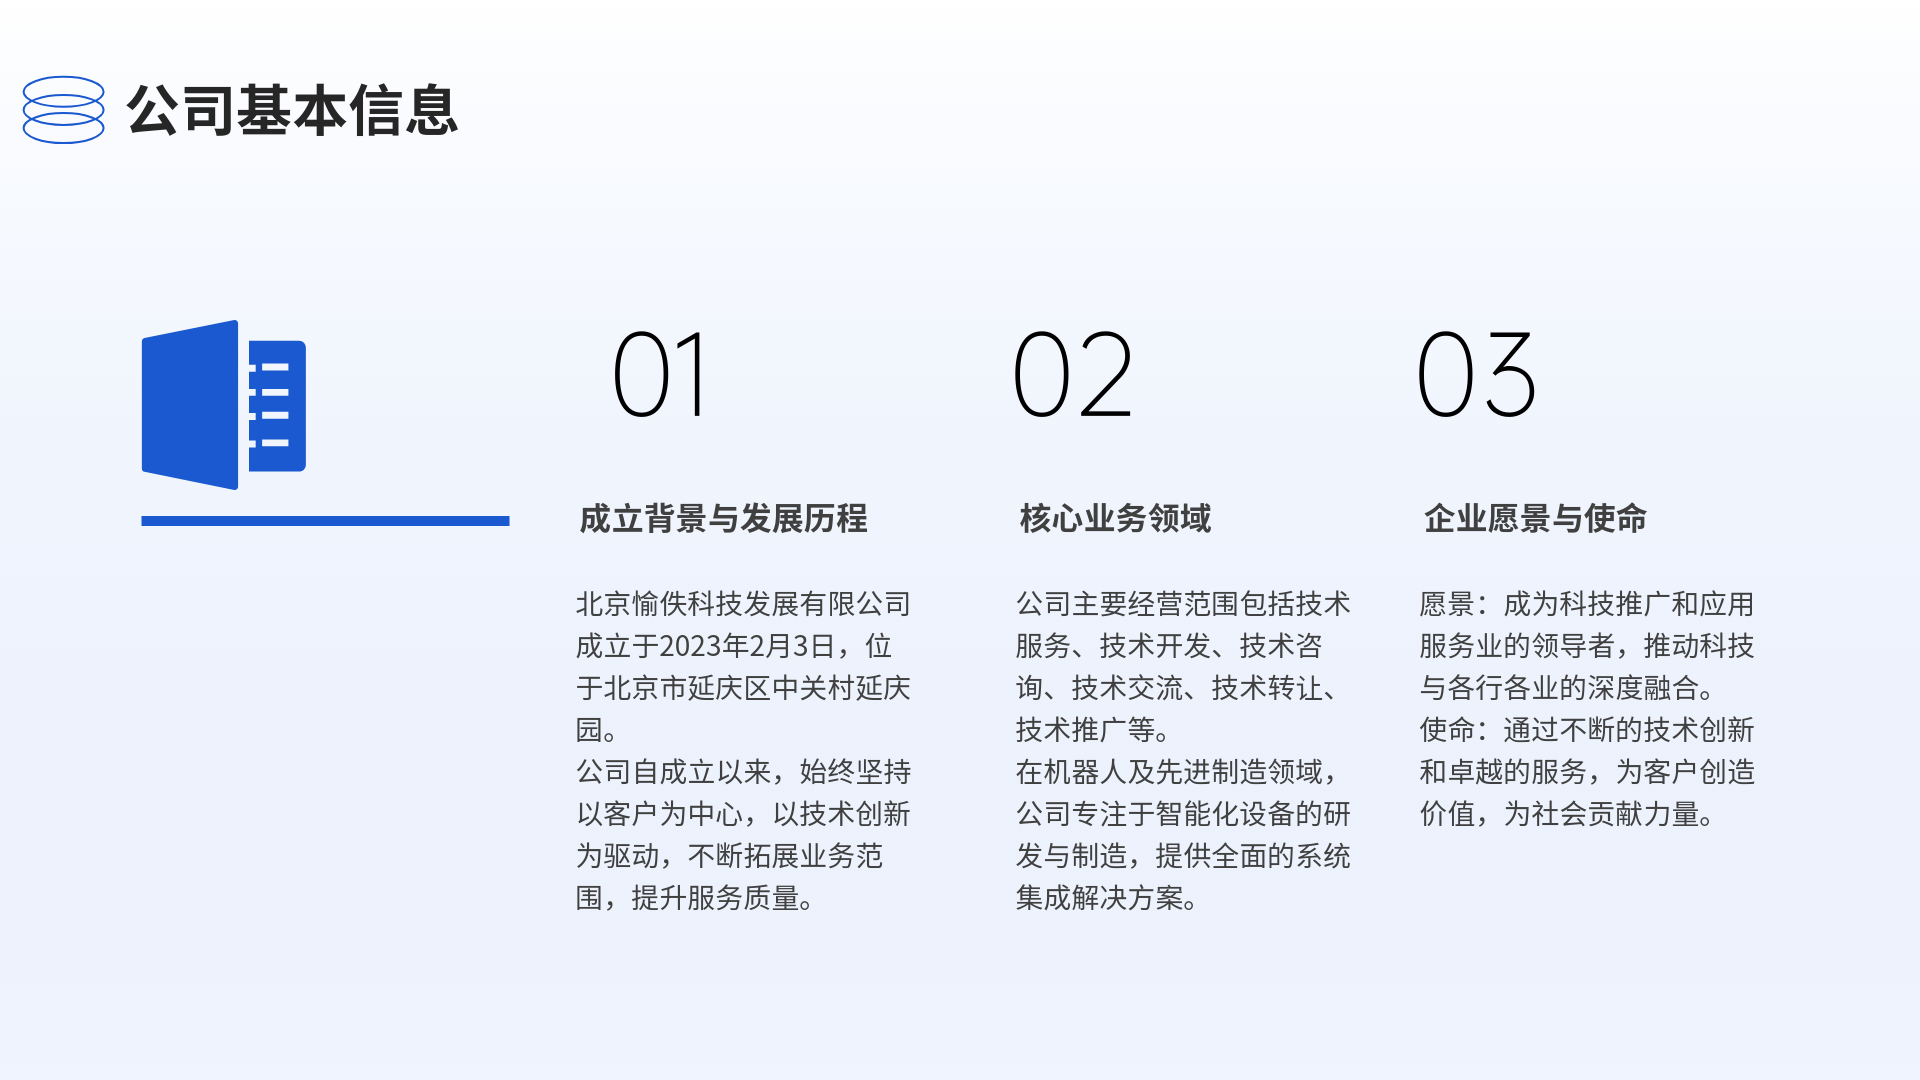 公司基本信息
01
成立背景与发展历程
北京愉佚科技发展有限公司
成立于2023年2月3日，位
于北京市延庆区中关村延庆
园。
公司自成立以来，始终坚持
以客户为中心，以技术创新
为驱动，不断拓展业务范
围，提升服务质量。
02
核心业务领域
公司主要经营范围包括技术
服务、技术开发、技术咨
询、技术交流、技术转让、
技术推广等。
在机器人及先进制造领域，
公司专注于智能化设备的研
发与制造，提供全面的系统
集成解决方案。
03
企业愿景与使命
愿景：成为科技推广和应用
服务业的领导者，推动科技
与各行各业的深度融合。
使命：通过不断的技术创新
和卓越的服务，为客户创造
价值，为社会贡献力量。